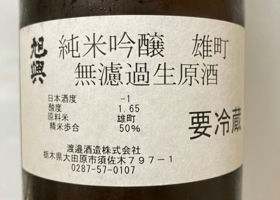 旭興
純米吟醸 雄町
無濾過生原酒
日本酒度 -1
酸度 1.65
原料米 雄町
精米歩合 50%
要冷蔵
渡邉酒造株式会社
栃木県大田原市須佐木797-1
0287-57-0107